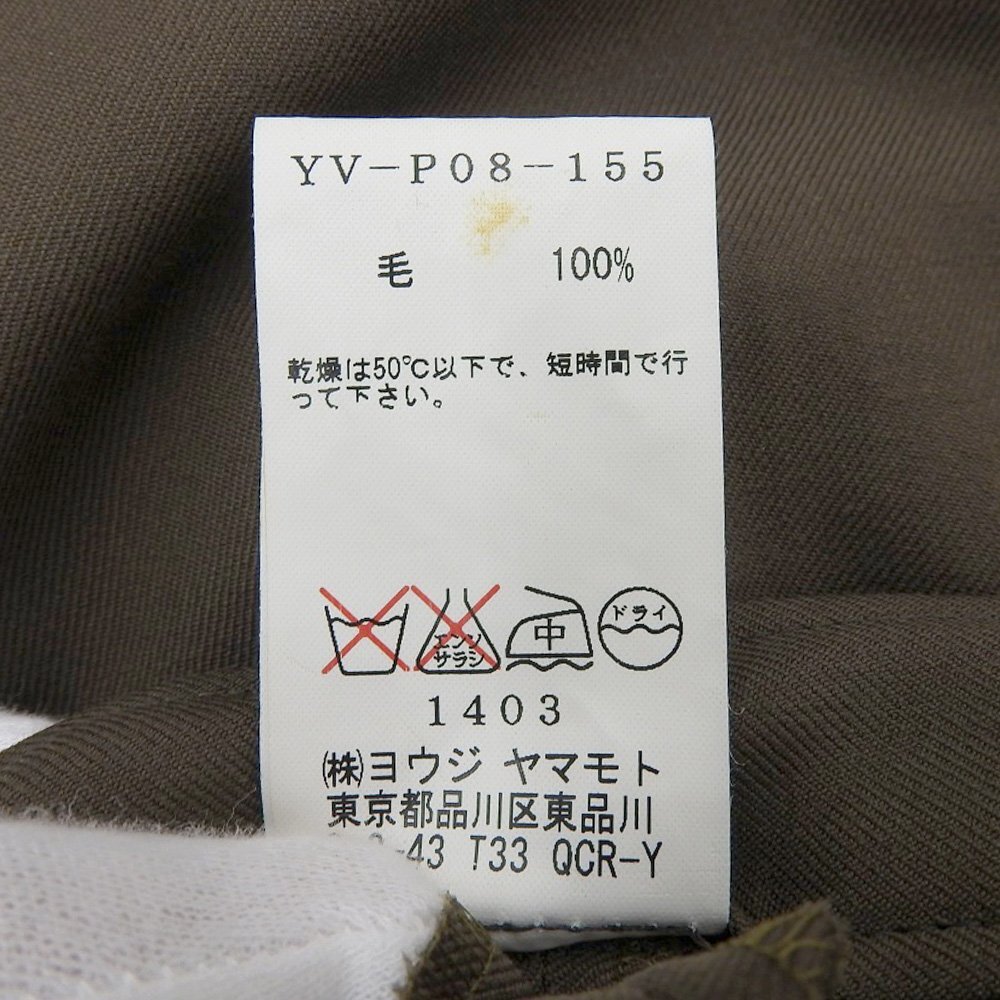 YV-P08-155
毛 100%
乾燥は50℃以下で、短時間で行
って下さい。
エンソ
サラシ
中
ドライ
1403
(株)ヨウジ ヤマモト
東京都品川区東品川
-43 T33 QCR-Y